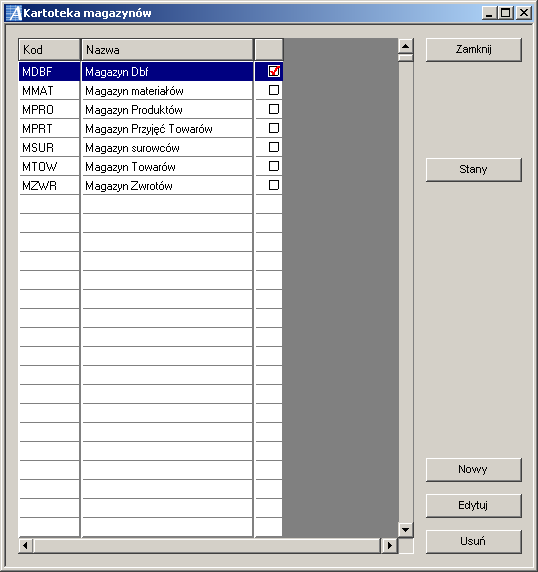 Kartoteka magazynów
Kod Nazwa
MDBF Magazyn Dbf
MMAT Magazyn materiałów
MPRO Magazyn Produktów
MPRT Magazyn Przyjęć Towarów
MSUR Magazyn surowców
MTOW Magazyn Towarów
MZWR Magazyn Zwrotów
Zamknij
Stany
Nowy
Edytuj
Usuń